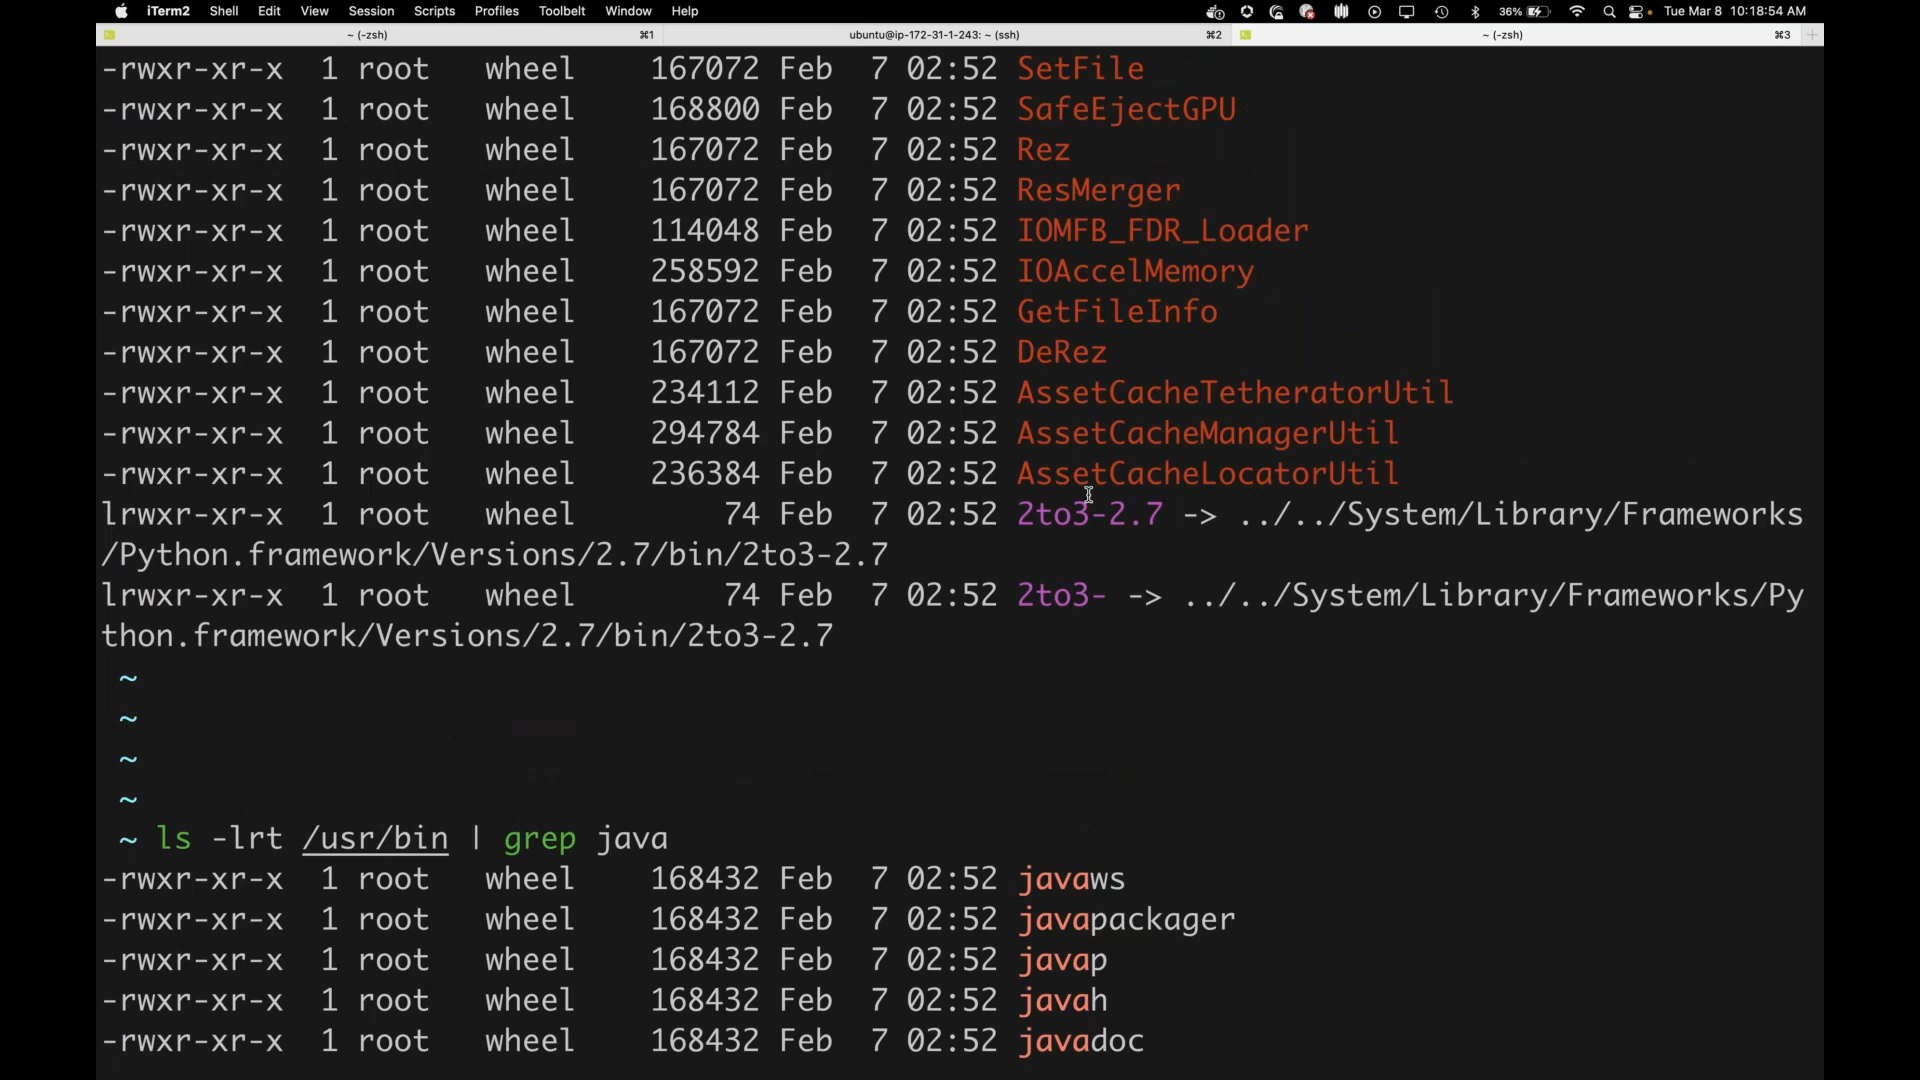 iTerm2 Shell Edit View Session Scripts Profiles Toolbelt Window Help 36% Tue Mar 8 10:18:54 AM
~ (-zsh) ⌘1 ubuntu@ip-172-31-1-243: ~ (ssh) ⌘2 ~ (-zsh) ⌘3
-rwxr-xr-x 1 root wheel 167072 Feb 7 02:52 SetFile
-rwxr-xr-x 1 root wheel 168800 Feb 7 02:52 SafeEjectGPU
-rwxr-xr-x 1 root wheel 167072 Feb 7 02:52 Rez
-rwxr-xr-x 1 root wheel 167072 Feb 7 02:52 ResMerger
-rwxr-xr-x 1 root wheel 114048 Feb 7 02:52 IOMFB_FDR_Loader
-rwxr-xr-x 1 root wheel 258592 Feb 7 02:52 IOAccelMemory
-rwxr-xr-x 1 root wheel 167072 Feb 7 02:52 GetFileInfo
-rwxr-xr-x 1 root wheel 167072 Feb 7 02:52 DeRez
-rwxr-xr-x 1 root wheel 234112 Feb 7 02:52 AssetCacheTetheratorUtil
-rwxr-xr-x 1 root wheel 294784 Feb 7 02:52 AssetCacheManagerUtil
-rwxr-xr-x 1 root wheel 236384 Feb 7 02:52 AssetCacheLocatorUtil
lrwxr-xr-x 1 root wheel 74 Feb 7 02:52 2to3-2.7 -> ../../System/Library/Frameworks
/Python.framework/Versions/2.7/bin/2to3-2.7
lrwxr-xr-x 1 root wheel 74 Feb 7 02:52 2to3- -> ../../System/Library/Frameworks/Py
thon.framework/Versions/2.7/bin/2to3-2.7
~
~
~
~
~ ls -lrt /usr/bin | grep java
-rwxr-xr-x 1 root wheel 168432 Feb 7 02:52 javaws
-rwxr-xr-x 1 root wheel 168432 Feb 7 02:52 javapackager
-rwxr-xr-x 1 root wheel 168432 Feb 7 02:52 javap
-rwxr-xr-x 1 root wheel 168432 Feb 7 02:52 javah
-rwxr-xr-x 1 root wheel 168432 Feb 7 02:52 javadoc